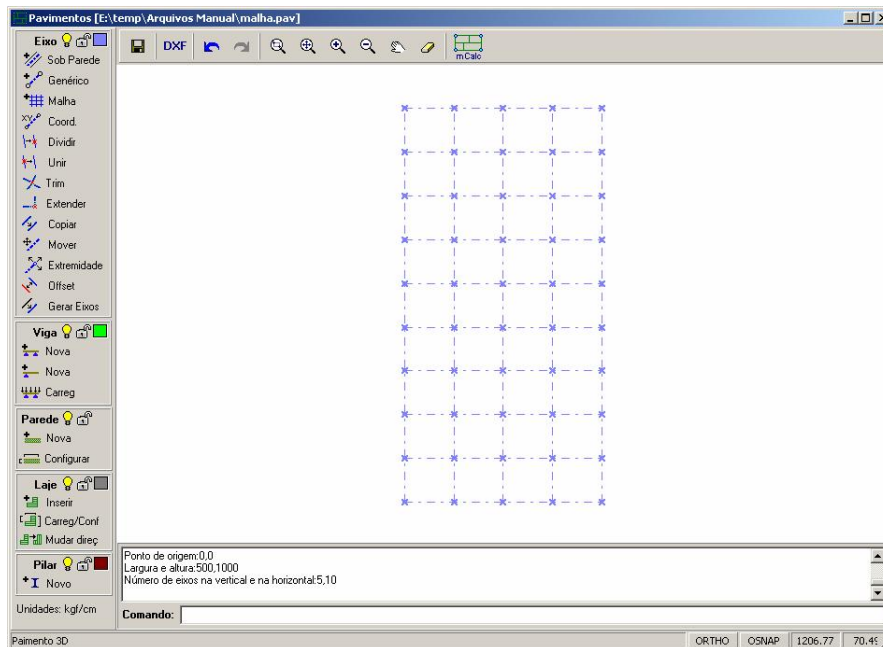 Pavimentos [E:\temp\Arquivos Manual\malha.pav]
DXF
mCalc
Eixo
Sob Parede
Genérico
Malha
XY
Coord.
Dividir
Unir
Trim
Extender
Copiar
Mover
Extremidade
Offset
Gerar Eixos
Viga
Nova
Nova
Carreg
Parede
Nova
Configurar
Laje
Inserir
Carreg/Conf
Mudar direç
Pilar
Novo
Unidades: kgf/cm
Ponto de origem:0,0
Largura e altura:500,1000
Número de eixos na vertical e na horizontal:5,10
Comando:
Paimento 3D
ORTHO
OSNAP
1206.77
70.49